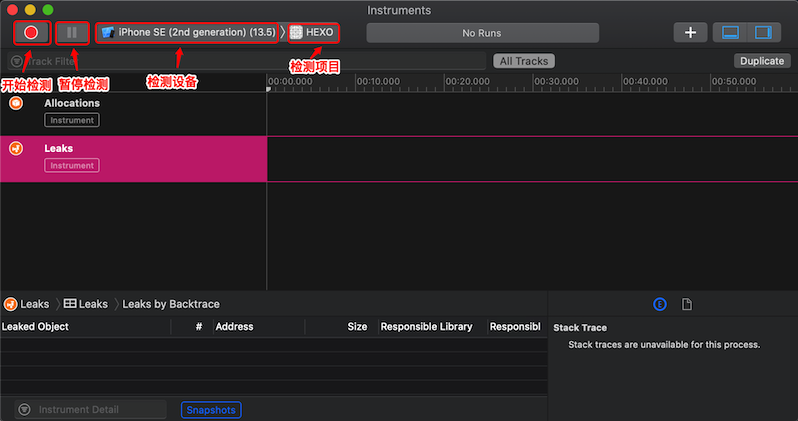 Instruments
iPhone SE (2nd generation) (13.5)
HEXO
No Runs
Track Filter
All Tracks
Duplicate
开始检测
暂停检测
检测设备
检测项目
00:00.000
00:10.000
00:20.000
00:30.000
00:40.000
00:50.000
Allocations
Instrument
Leaks
Instrument
Leaks
Leaks
Leaks by Backtrace
Leaked Object
#
Address
Size
Responsible Library
Responsibl
E
Stack Trace
Stack traces are unavailable for this process.
Instrument Detail
Snapshots